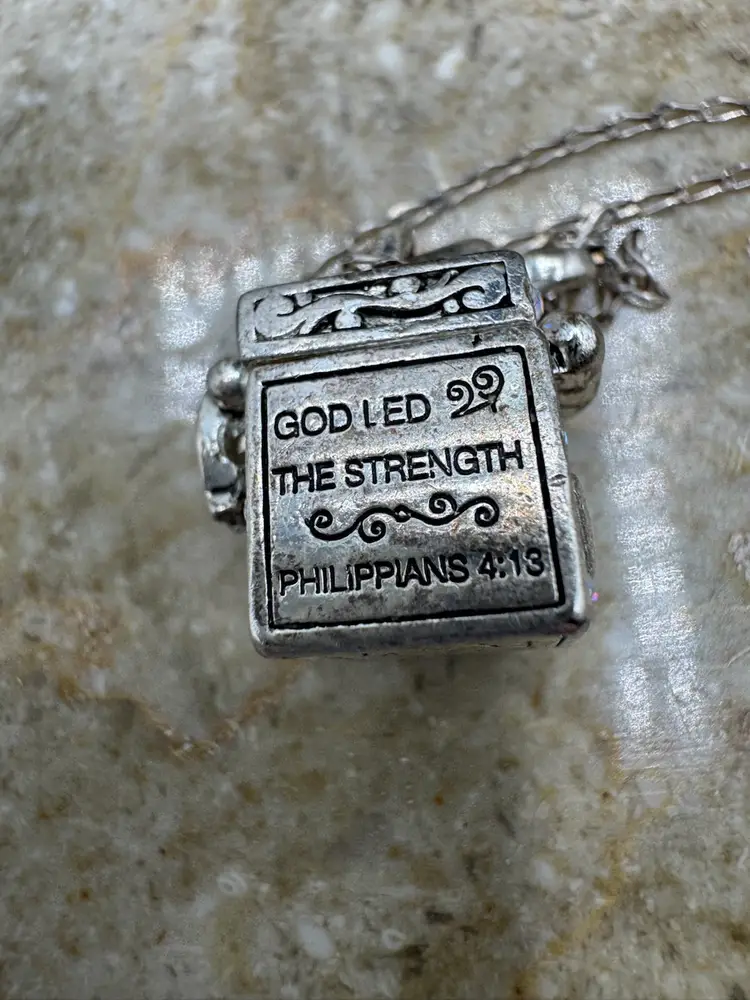 GOD LED
THE STRENGTH
PHILIPPIANS 4:13